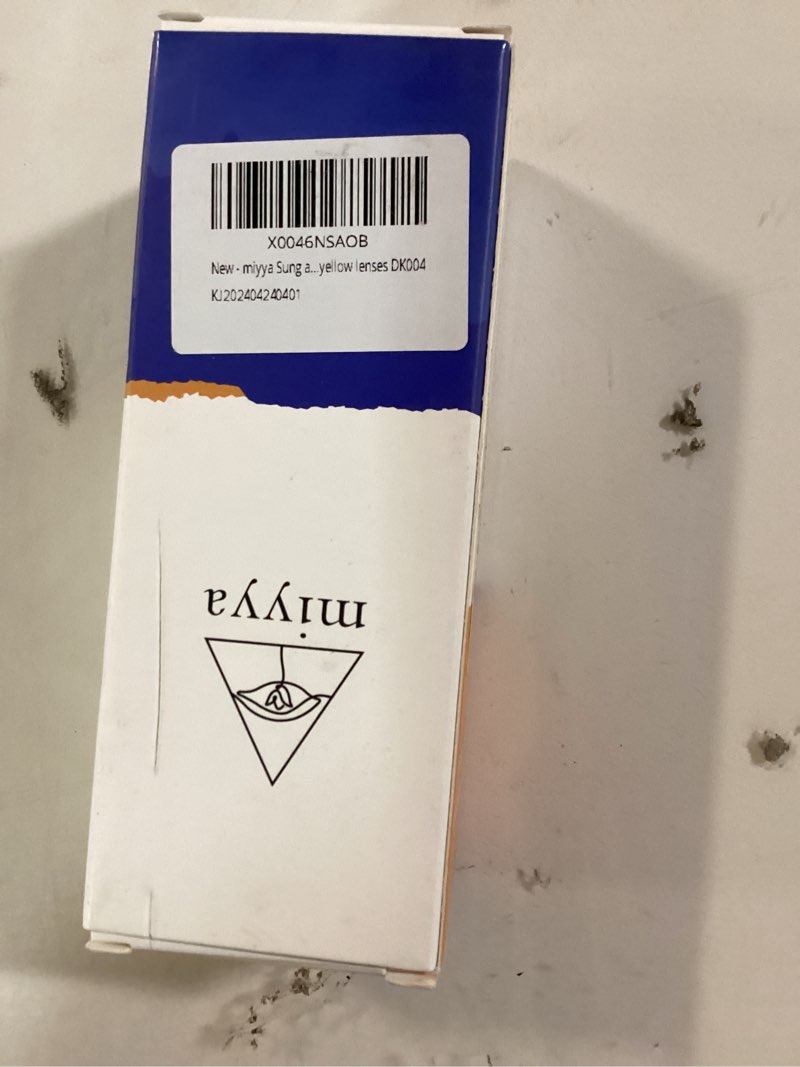 X0046NSAOB
New - miyya Sung a...yellow lenses DK004
KJ202404240401
miyya